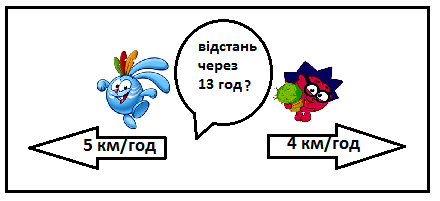 відстань
через
13 год?
5 км/год
4 км/год